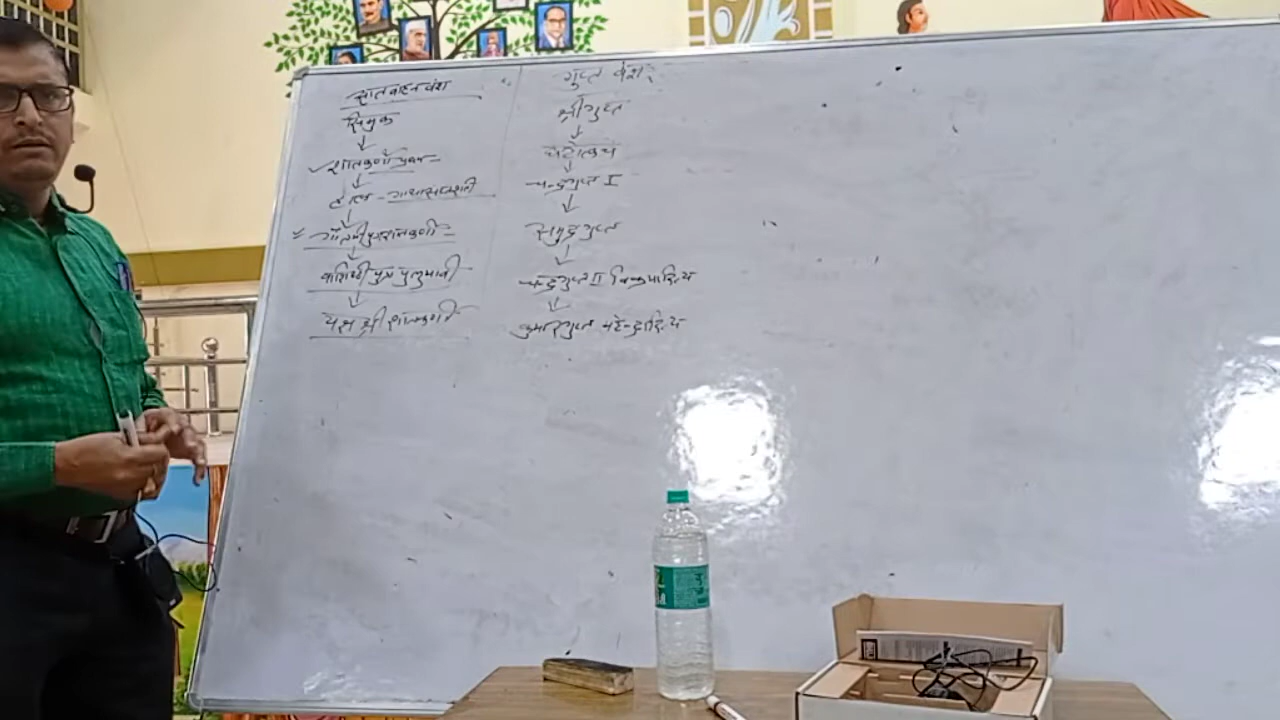 सातवाहन वंश
सिमुक
शातकर्णी प्रथम
हाल - गाथासप्तशती
गौतमीपुत्र शातकर्णी
वाशिष्ठी पुत्र पुलुमावी
यज्ञ श्री शातकर्णी
गुप्त वंश:
श्रीगुप्त
घटोत्कच
चन्द्रगुप्त I
समुद्रगुप्त
चन्द्रगुप्त II विक्रमादित्य
कुमारगुप्त महेन्द्रादित्य